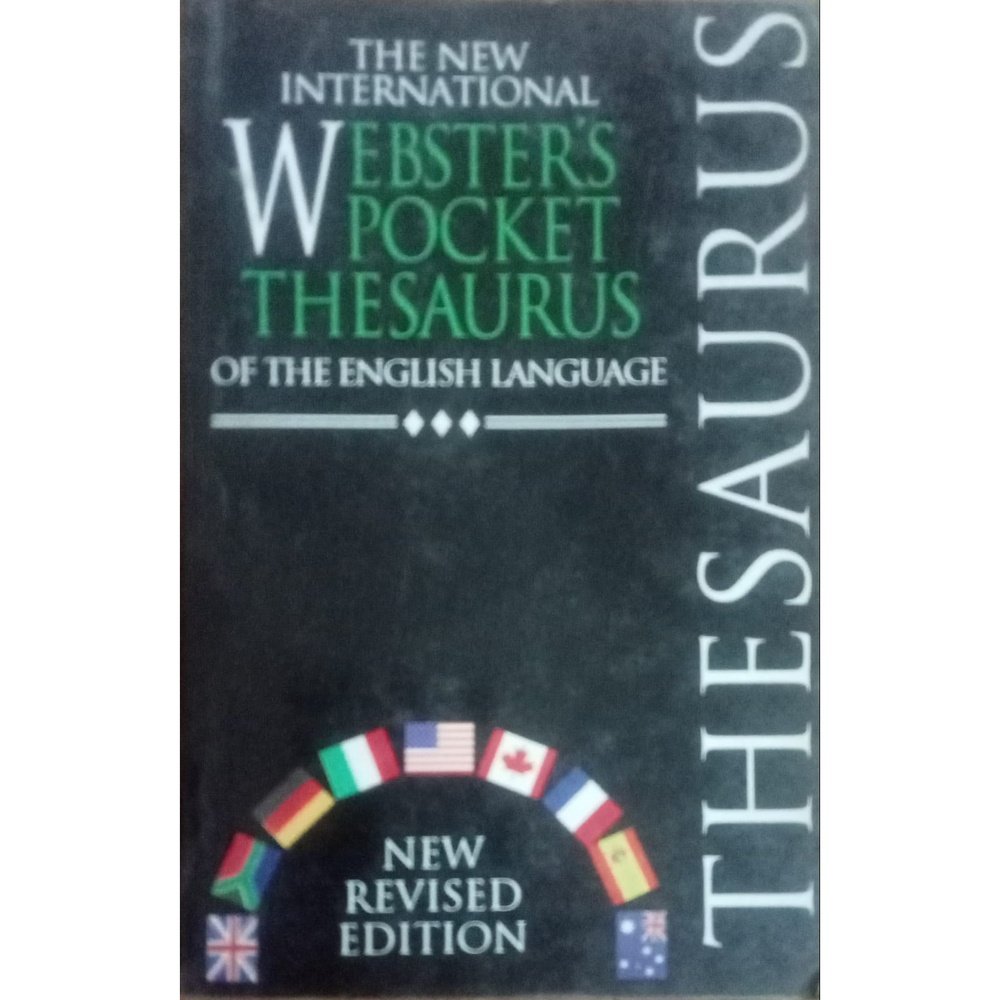 THE NEW
INTERNATIONAL
WEBSTER'S
POCKET
THESAURUS
OF THE ENGLISH LANGUAGE
THESAURUS
NEW
REVISED
EDITION